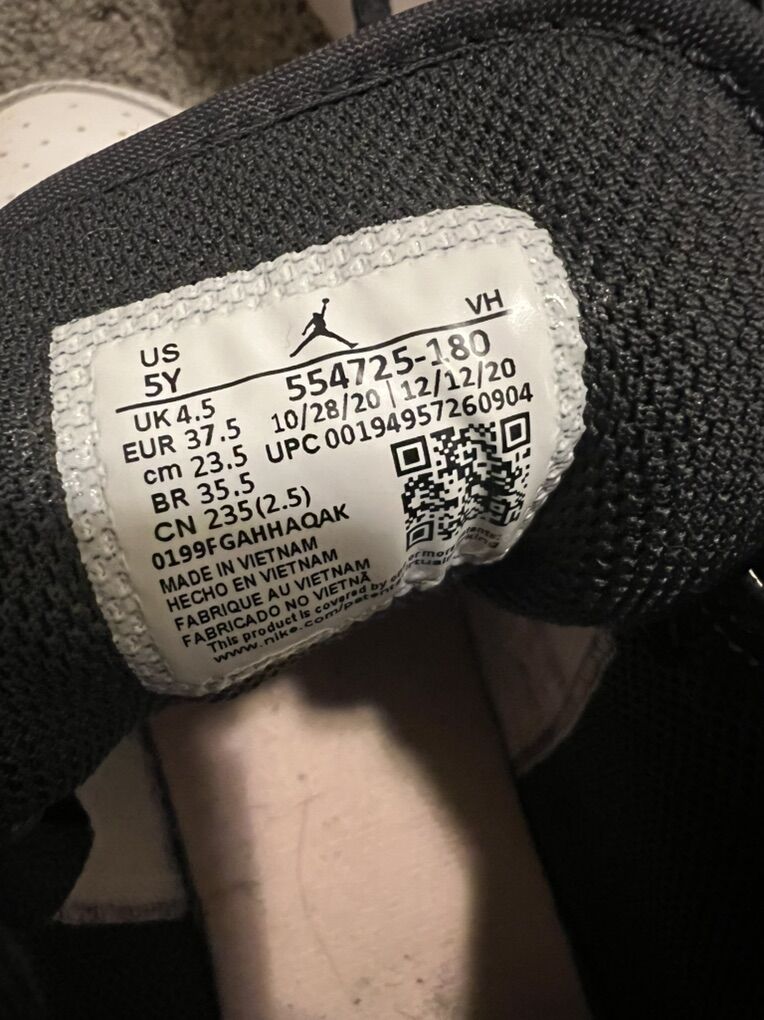 VH
US
5Y
554725-180
10/28/20 | 12/12/20
UPC 00194957260904
UK 4.5
EUR 37.5
cm 23.5
BR 35.5
CN 235(2.5)
0199FGAHHAQAK
MADE IN VIETNAM
HECHO EN VIETNAM
FABRIQUE AU VIETNAM
FABRICADO NO VIETNÃ
This product is covered by
www.nike.com/paten